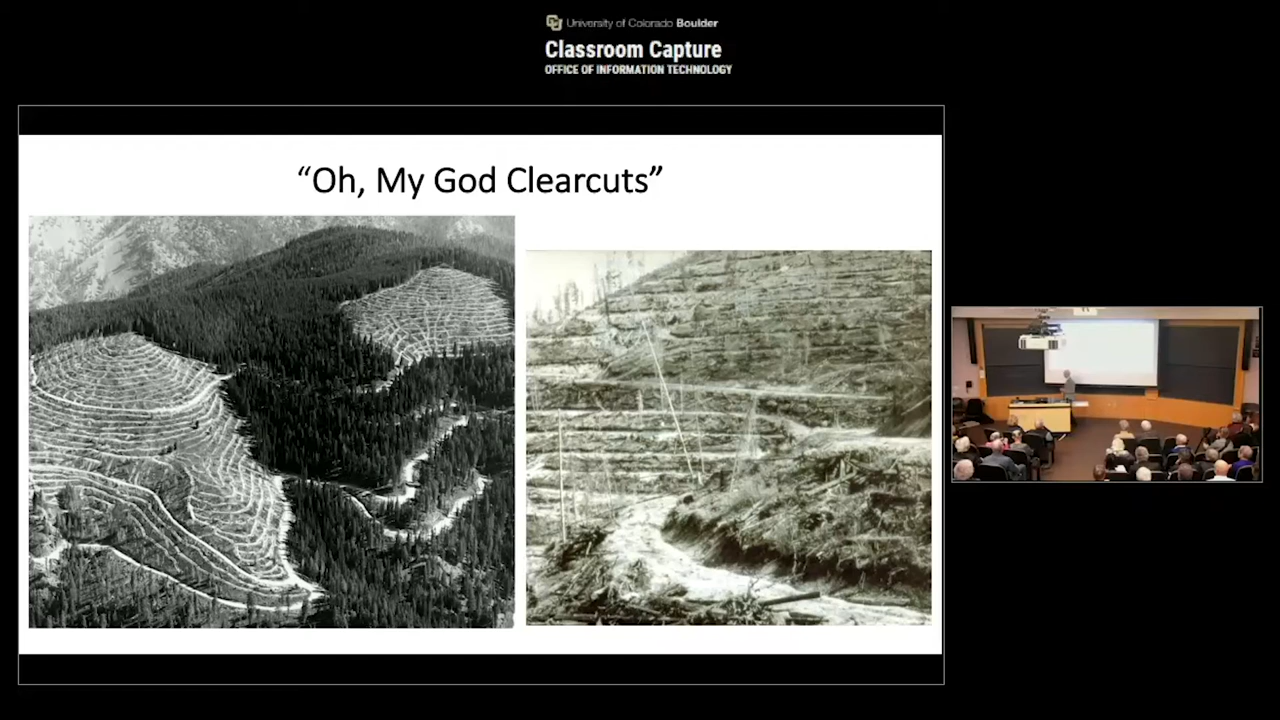 University of Colorado Boulder
Classroom Capture
OFFICE OF INFORMATION TECHNOLOGY
“Oh, My God Clearcuts”